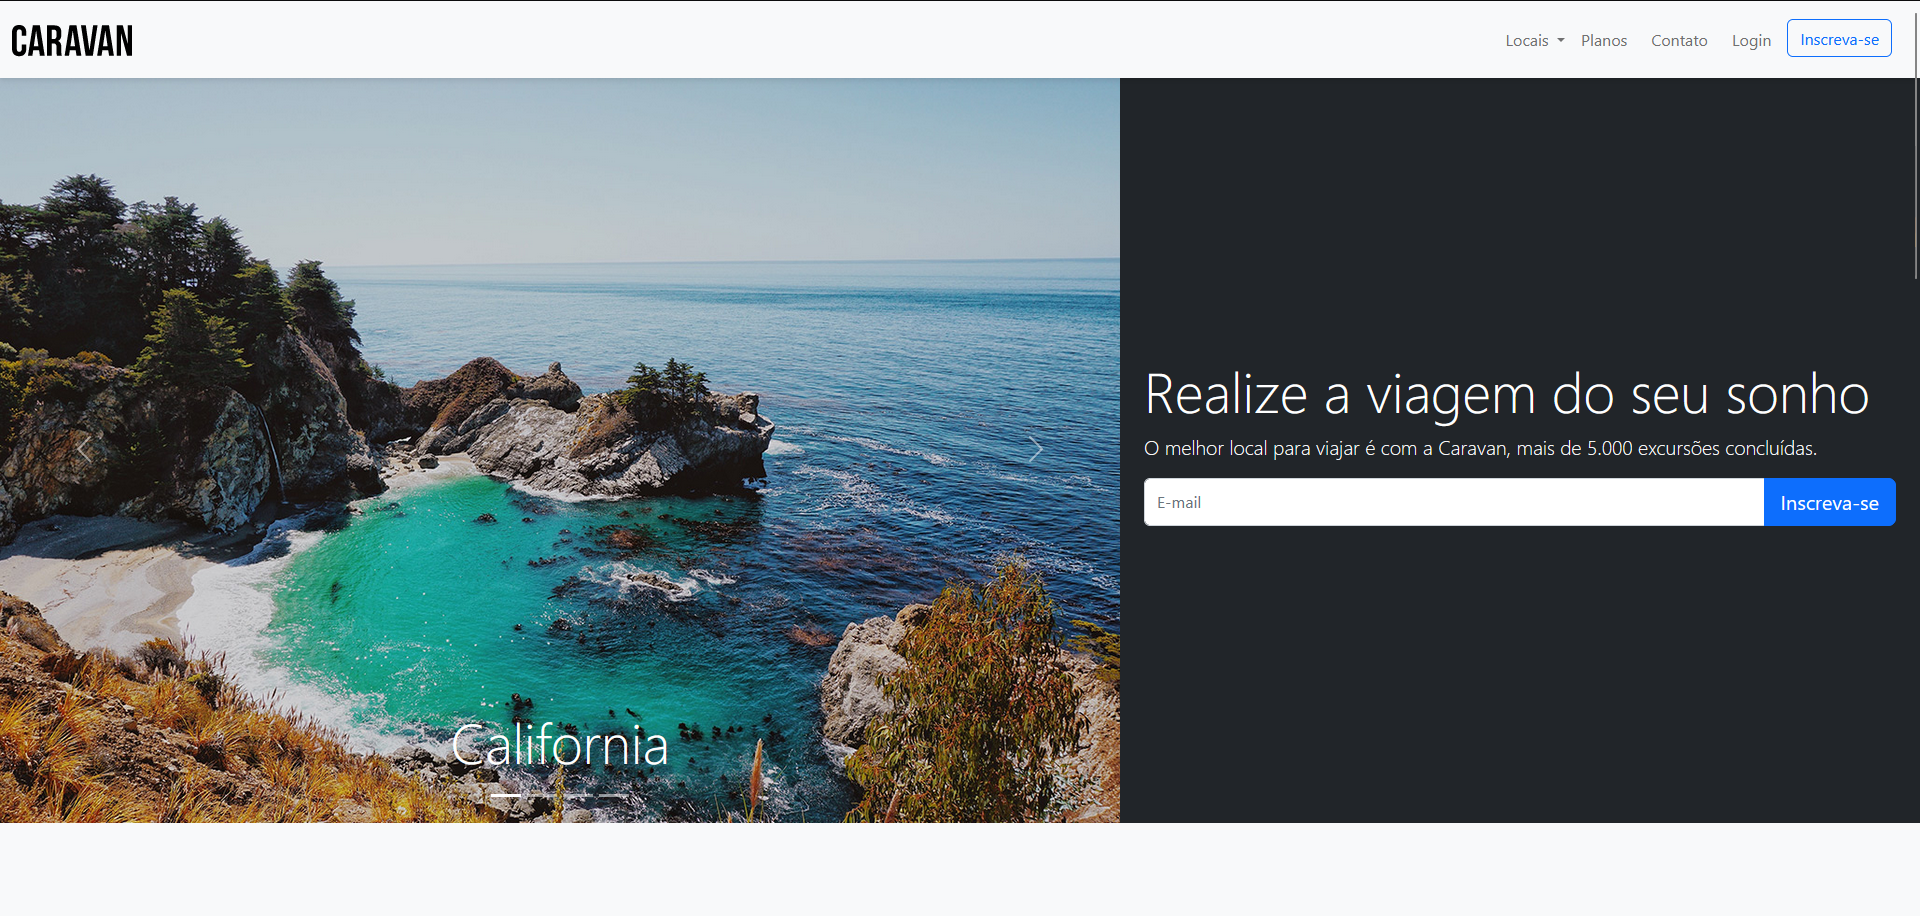 CARAVAN
Locais Planos Contato Login Inscreva-se
Realize a viagem do seu sonho
O melhor local para viajar é com a Caravan, mais de 5.000 excursões concluídas.
E-mail Inscreva-se
California